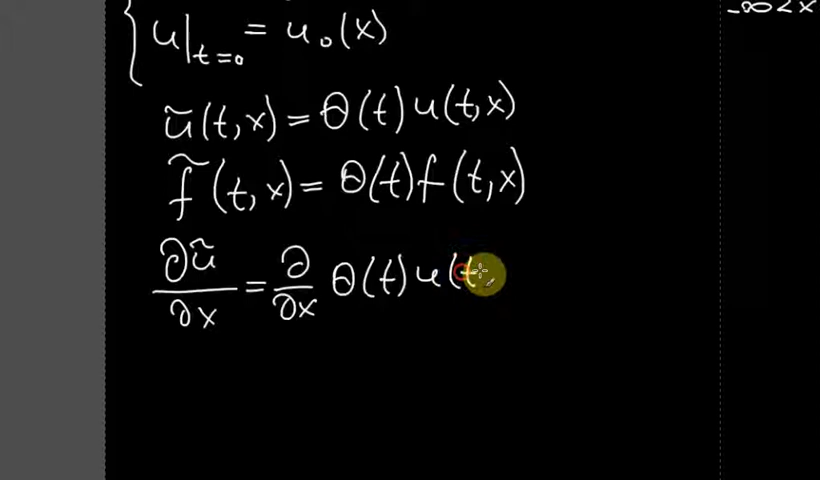 -∞<x
{ u|ₜ₌₀ = u₀(x)
ũ(t,x) = θ(t)u(t,x)
f̃(t,x) = θ(t)f(t,x)
∂ũ/∂x = ∂/∂x θ(t)u(t,